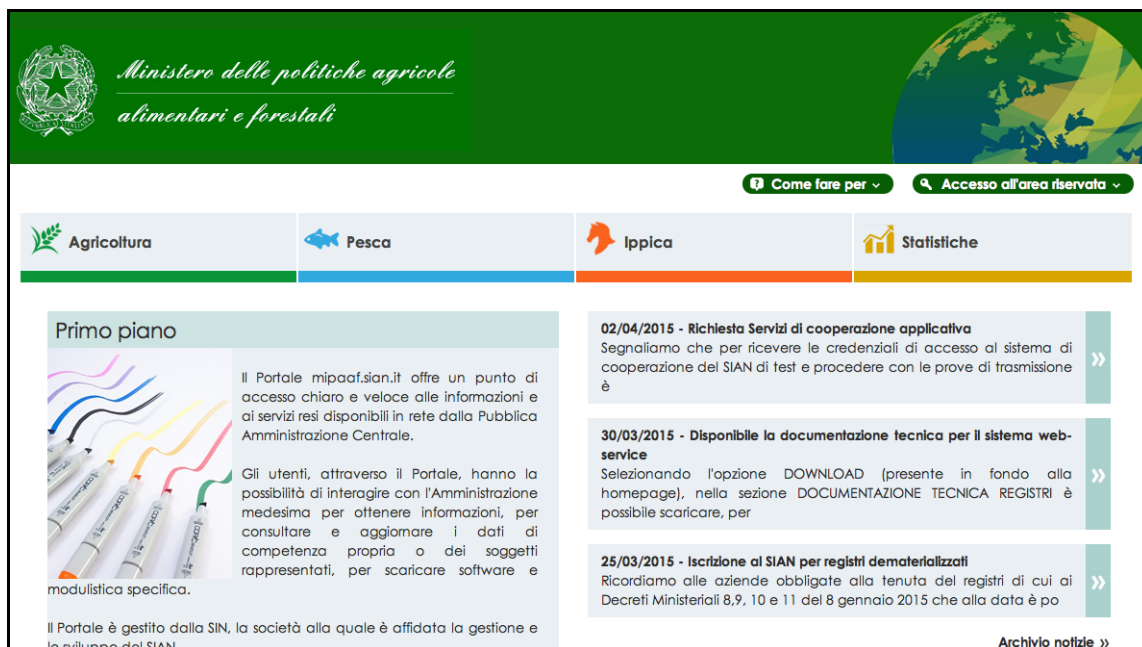 Ministero delle politiche agricole
alimentari e forestali
REPVBBLICA ITALIANA
Come fare per
Accesso all'area riservata
Agricoltura
Pesca
Ippica
Statistiche
Primo piano
Il Portale mipaaf.sian.it offre un punto di
accesso chiaro e veloce alle informazioni e
ai servizi resi disponibili in rete dalla Pubblica
Amministrazione Centrale.
Gli utenti, attraverso il Portale, hanno la
possibilità di interagire con l'Amministrazione
medesima per ottenere informazioni, per
consultare e aggiornare i dati di
competenza propria o dei soggetti
rappresentati, per scaricare software e
modulistica specifica.
Il Portale è gestito dalla SIN, la società alla quale è affidata la gestione e
lo sviluppo del SIAN.
02/04/2015 - Richiesta Servizi di cooperazione applicativa
Segnaliamo che per ricevere le credenziali di accesso al sistema di
cooperazione del SIAN di test e procedere con le prove di trasmissione
è
30/03/2015 - Disponibile la documentazione tecnica per il sistema web-
service
Selezionando l'opzione DOWNLOAD (presente in fondo alla
homepage), nella sezione DOCUMENTAZIONE TECNICA REGISTRI è
possibile scaricare, per
25/03/2015 - Iscrizione al SIAN per registri dematerializzati
Ricordiamo alle aziende obbligate alla tenuta del registri di cui ai
Decreti Ministeriali 8,9, 10 e 11 del 8 gennaio 2015 che alla data è po
Archivio notizie »